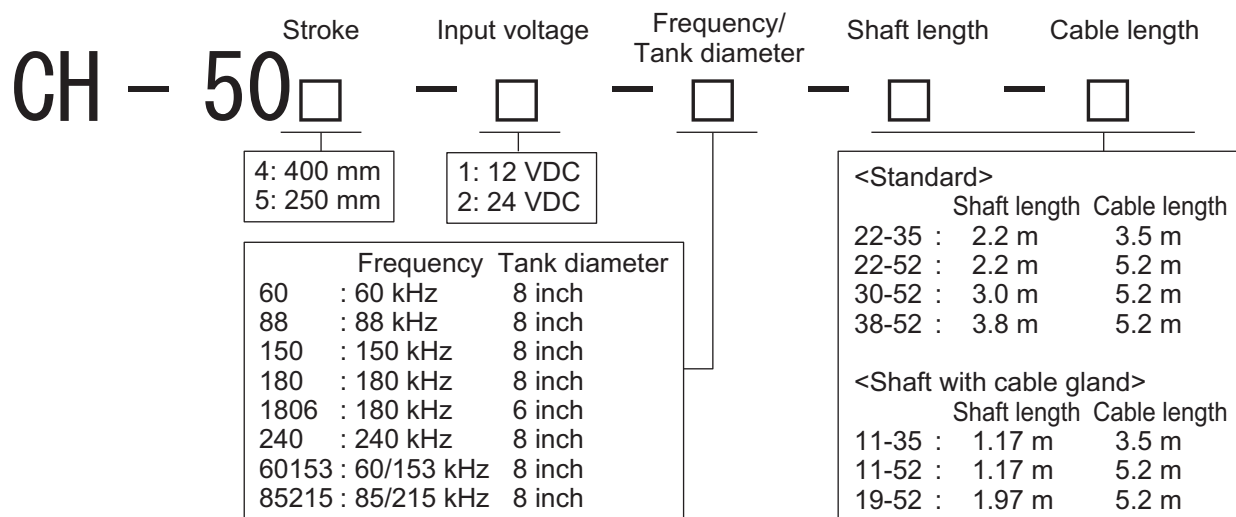 Stroke Input voltage Frequency/ Tank diameter Shaft length Cable length
CH - 50□ - □ - □ - □ - □
4: 400 mm
5: 250 mm
1: 12 VDC
2: 24 VDC
Frequency Tank diameter
60 : 60 kHz 8 inch
88 : 88 kHz 8 inch
150 : 150 kHz 8 inch
180 : 180 kHz 8 inch
1806 : 180 kHz 6 inch
240 : 240 kHz 8 inch
60153 : 60/153 kHz 8 inch
85215 : 85/215 kHz 8 inch
<Standard>
Shaft length Cable length
22-35 : 2.2 m 3.5 m
22-52 : 2.2 m 5.2 m
30-52 : 3.0 m 5.2 m
38-52 : 3.8 m 5.2 m
<Shaft with cable gland>
Shaft length Cable length
11-35 : 1.17 m 3.5 m
11-52 : 1.17 m 5.2 m
19-52 : 1.97 m 5.2 m